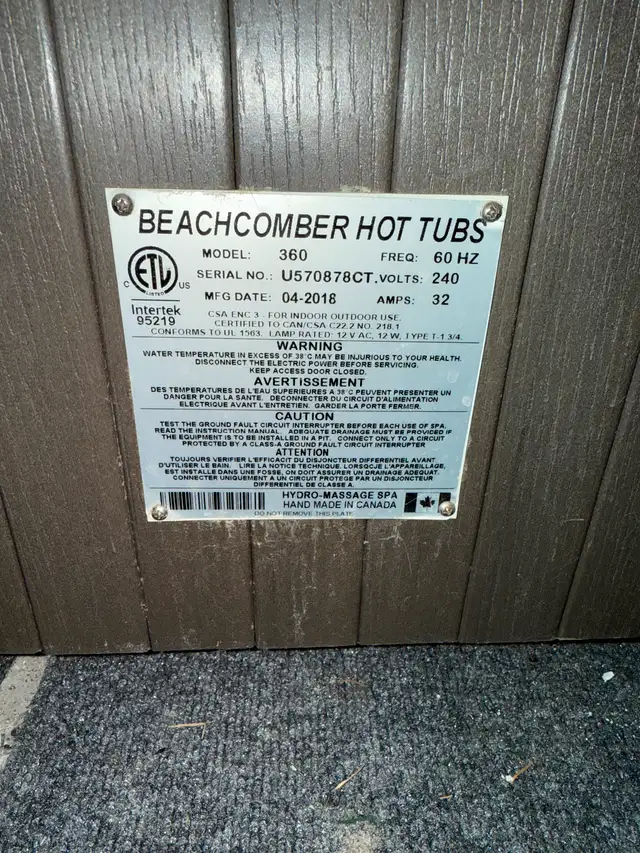 BEACHCOMBER HOT TUBS
MODEL: 360 FREQ: 60 HZ
SERIAL NO.: U570878CT. VOLTS: 240
MFG DATE: 04-2018 AMPS: 32
C ETL US
LISTED
Intertek
95219
CSA ENC 3 - FOR INDOOR OUTDOOR USE.
CERTIFIED TO CAN/CSA C22.2 NO. 218.1
CONFORMS TO UL 1563. LAMP RATED: 12 V AC, 12 W, TYPE T-1 3/4.
WARNING
WATER TEMPERATURE IN EXCESS OF 38°C MAY BE INJURIOUS TO YOUR HEALTH.
DISCONNECT THE ELECTRIC POWER BEFORE SERVICING.
KEEP ACCESS DOOR CLOSED.
AVERTISSEMENT
DES TEMPERATURES DE L'EAU SUPERIEURES A 38°C PEUVENT PRESENTER UN
DANGER POUR LA SANTE. DECONNECTER DU CIRCUIT D'ALIMENTATION
ELECTRIQUE AVANT L'ENTRETIEN. GARDER LA PORTE FERMER.
CAUTION
TEST THE GROUND FAULT CIRCUIT INTERRUPTER BEFORE EACH USE OF SPA.
READ THE INSTRUCTION MANUAL. ADEQUATE DRAINAGE MUST BE PROVIDED IF
THE EQUIPMENT IS TO BE INSTALLED IN A PIT. CONNECT ONLY TO A CIRCUIT
PROTECTED BY A CLASS-A GROUND FAULT CIRCUIT INTERRUPTER
ATTENTION
TOUJOURS VERIFIER L'EFFICACIT DU DISJONCTEUR DIFFERENTIEL AVANT
D'UTILISER LE BAIN. LIRE LA NOTICE TECHNIQUE. LORSQCJE L'APPAREILLAGE,
EST INSTALLE DANS UNE FOSSE, ON DOIT ASSURER UN DRAINAGE ADEQUAT.
CONNECTER UNIQUEMENT A UN CIRCUIT PROTEGE PAR UN DISJONCTEUR
DIFFERENTIEL DE CLASSE A.
HYDRO-MASSAGE SPA
HAND MADE IN CANADA
DO NOT REMOVE THIS PLATE